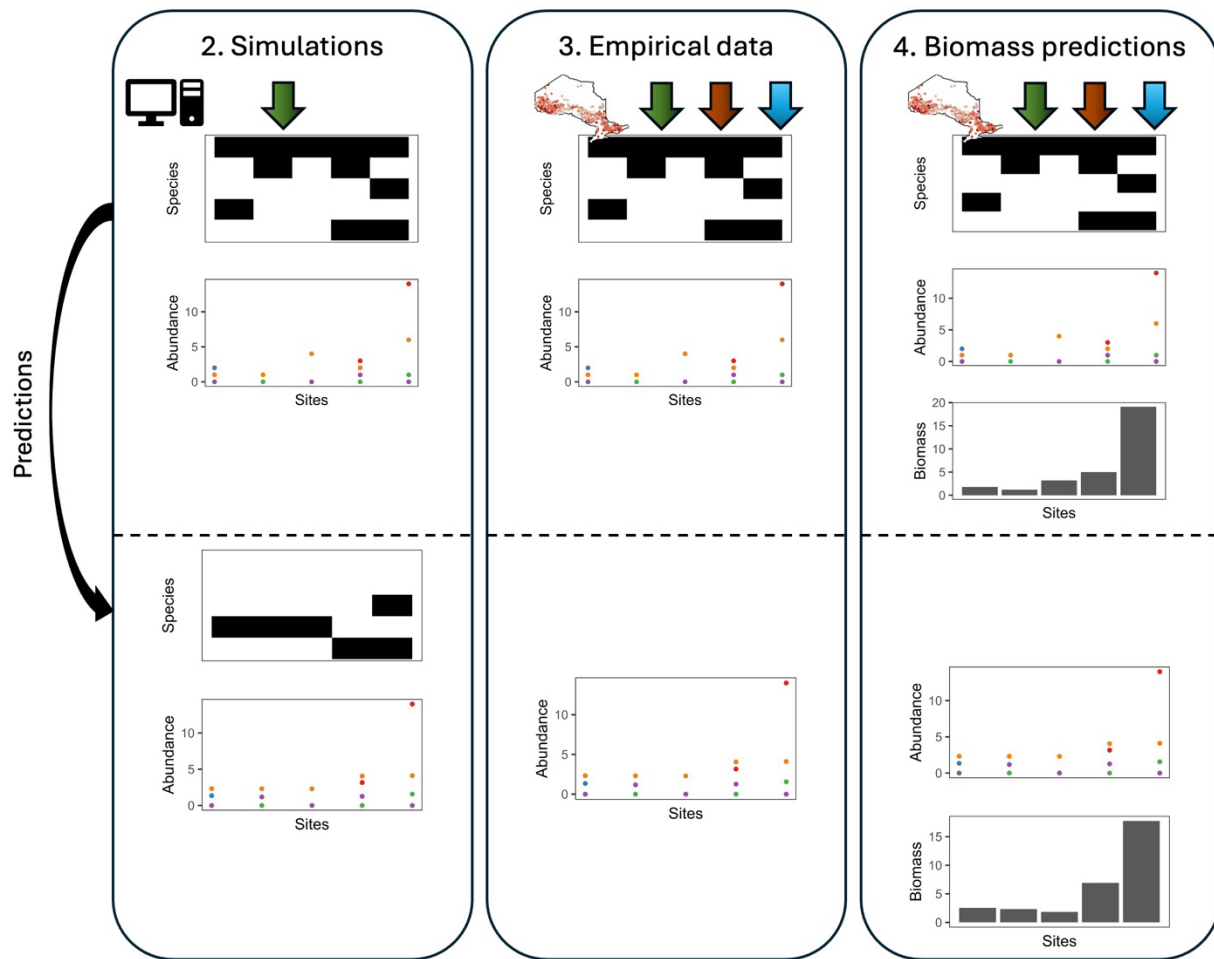 2. Simulations
Species
Abundance
10
5
0
Sites
Species
Abundance
10
5
0
Sites
3. Empirical data
Species
Abundance
10
5
0
Sites
Abundance
10
5
0
Sites
4. Biomass predictions
Species
Abundance
10
5
0
Biomass
20
15
10
5
0
Sites
Abundance
10
5
0
Biomass
15
10
5
0
Sites
Predictions